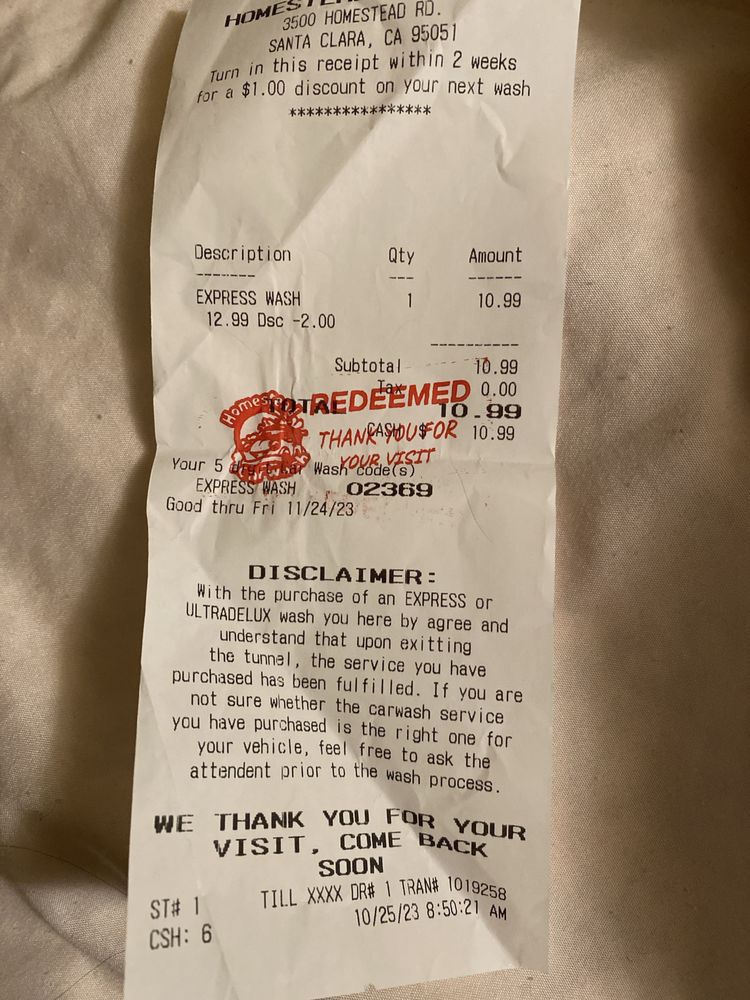 3500 HOMESTEAD RD.
SANTA CLARA, CA 95051
Turn in this receipt within 2 weeks
for a $1.00 discount on your next wash
****************
Description Qty Amount
------- --- ------
EXPRESS WASH 1 10.99
12.99 Dsc -2.00
----------
Subtotal 10.99
Tax 0.00
REDEEMED
TOTAL 10.99
CASH $ 10.99
THANK YOU FOR
YOUR VISIT
Your 5 Wash code(s)
EXPRESS WASH 02369
Good thru Fri 11/24/23
DISCLAIMER:
With the purchase of an EXPRESS or
ULTRADELUX wash you here by agree and
understand that upon exitting
the tunnel, the service you have
purchased has been fulfilled. If you are
not sure whether the carwash service
you have purchased is the right one for
your vehicle, feel free to ask the
attendent prior to the wash process.
WE THANK YOU FOR YOUR
VISIT, COME BACK
SOON
TILL XXXX DR# 1 TRAN# 1019258
ST# 1 10/25/23 8:50:21 AM
CSH: 6